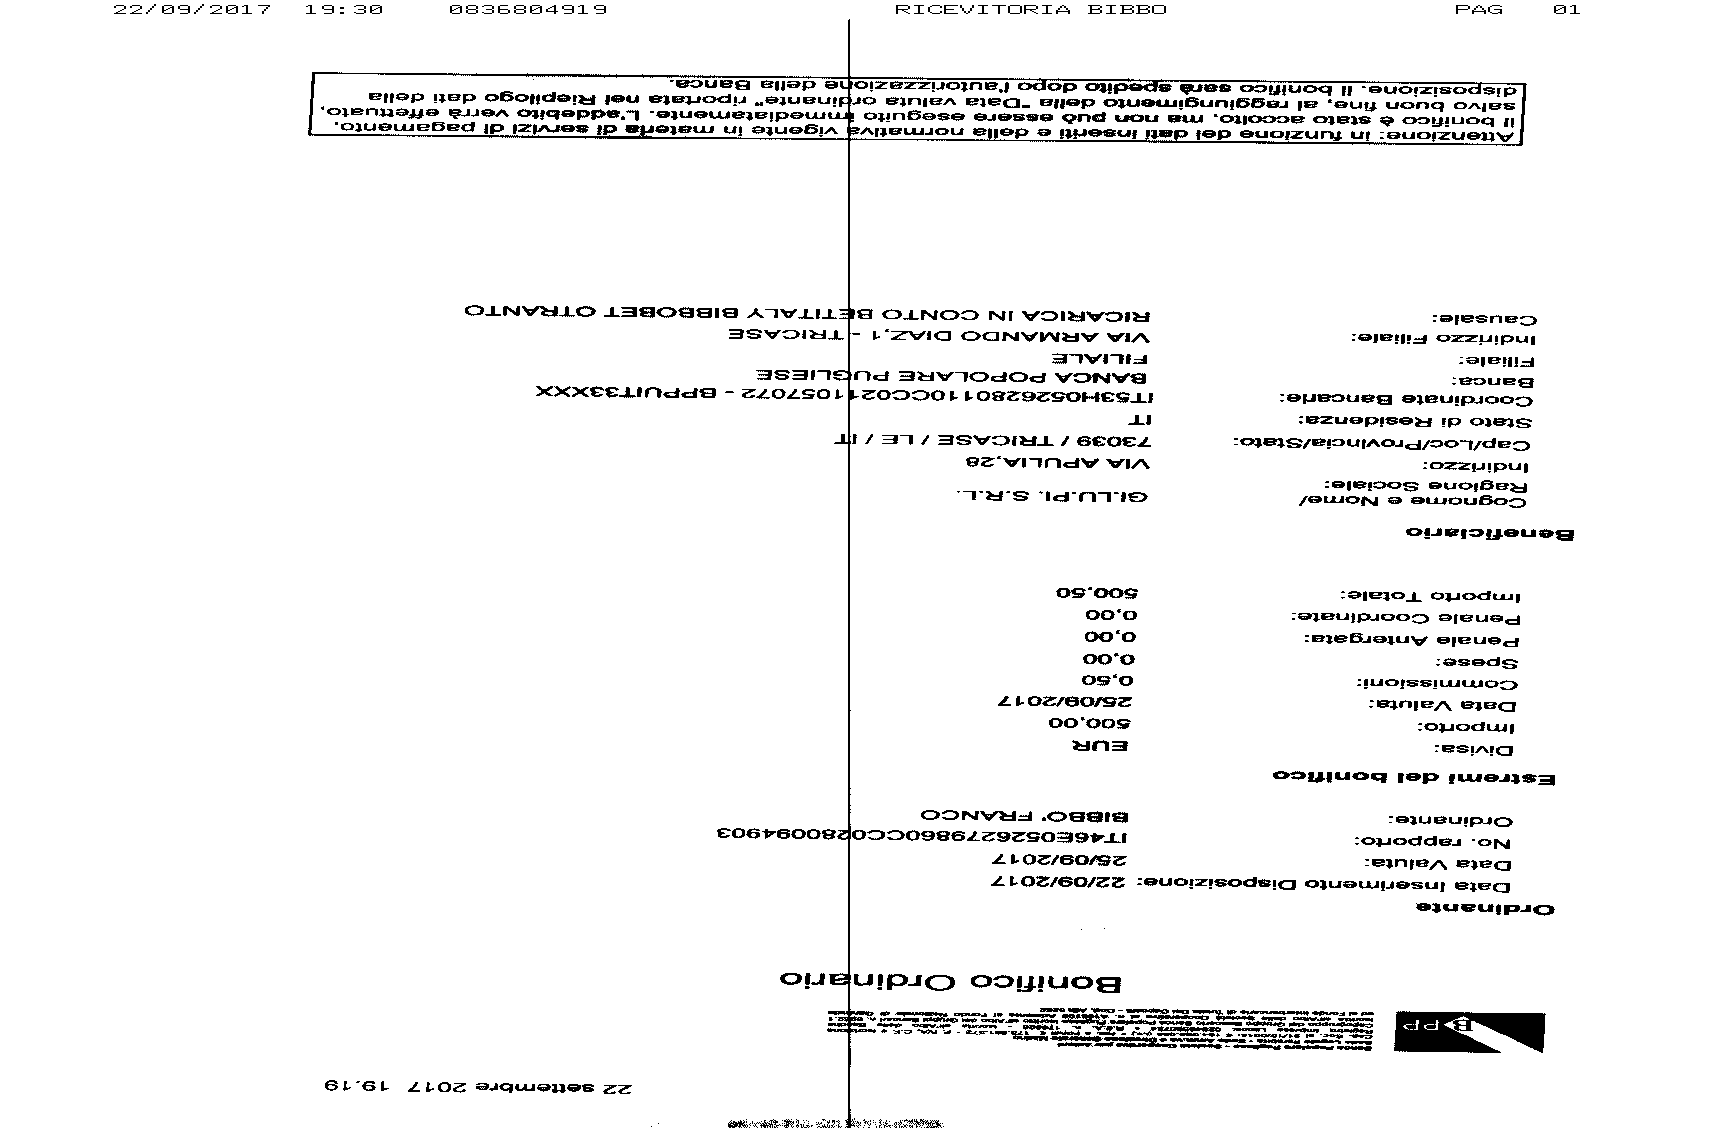 22/09/2017 19:30 0836804919 RICEVITORIA BIBBO PAG 01
22 settembre 2017 19.19
BPP
Bonifico Ordinario
Ordinante
Data Inserimento Disposizione: 22/09/2017
Data Valuta: 25/09/2017
No. rapporto: IT46E0526279860CC0280094903
Ordinante: BIBBO' FRANCO
Estremi del bonifico
Divisa: EUR
Importo: 500,00
Data Valuta: 25/09/2017
Commissioni: 0,50
Spese: 0,00
Penale Antergata: 0,00
Penale Coordinate: 0,00
Importo Totale: 500,50
Beneficiario
Cognome e Nome/
Ragione Sociale: GI.LU.PI. S.R.L.
Indirizzo: VIA APULIA,28
Cap/Loc/Provincia/Stato: 73039 / TRICASE / LE / IT
Stato di Residenza: IT
Coordinate Bancarie: IT53H0526280110CC0211057072 - BPPUIT33XXX
Banca: BANCA POPOLARE PUGLIESE
Filiale: FILIALE
Indirizzo Filiale: VIA ARMANDO DIAZ,1 - TRICASE
Causale: RICARICA IN CONTO BETITALY BIBBOBET OTRANTO
Attenzione: in funzione dei dati inseriti e della normativa vigente in materia di servizi di pagamento,
il bonifico è stato accolto, ma non può essere eseguito immediatamente. L'addebito verrà effettuato,
salvo buon fine, al raggiungimento della "Data valuta ordinante" riportata nel Riepilogo dati della
disposizione. Il bonifico sarà spedito dopo l'autorizzazione della Banca.